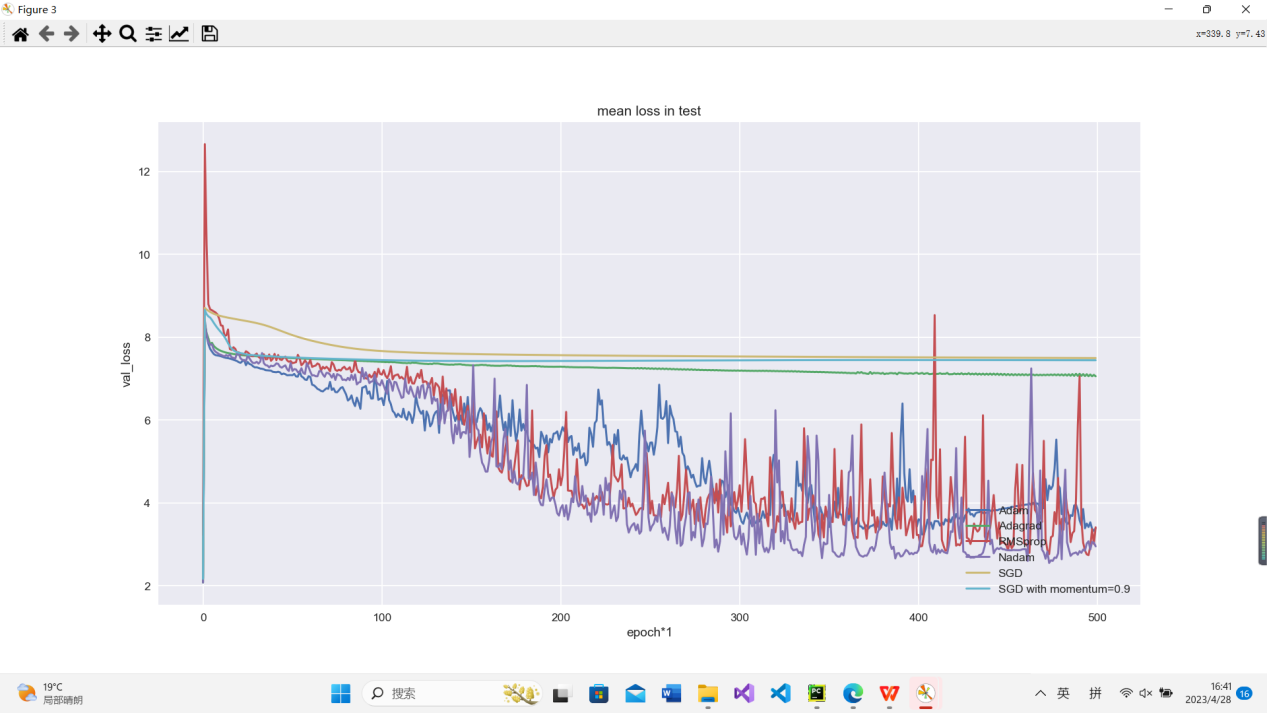 Figure 3
x=339.8 y=7.43
mean loss in test
12
10
8
6
4
2
val_loss
0
100
200
300
400
500
epoch*1
Adam
Adagrad
RMSprop
Nadam
SGD
SGD with momentum=0.9
19°C
局部晴朗
搜索
W
PC
W
英
拼
16:41
2023/4/28
16